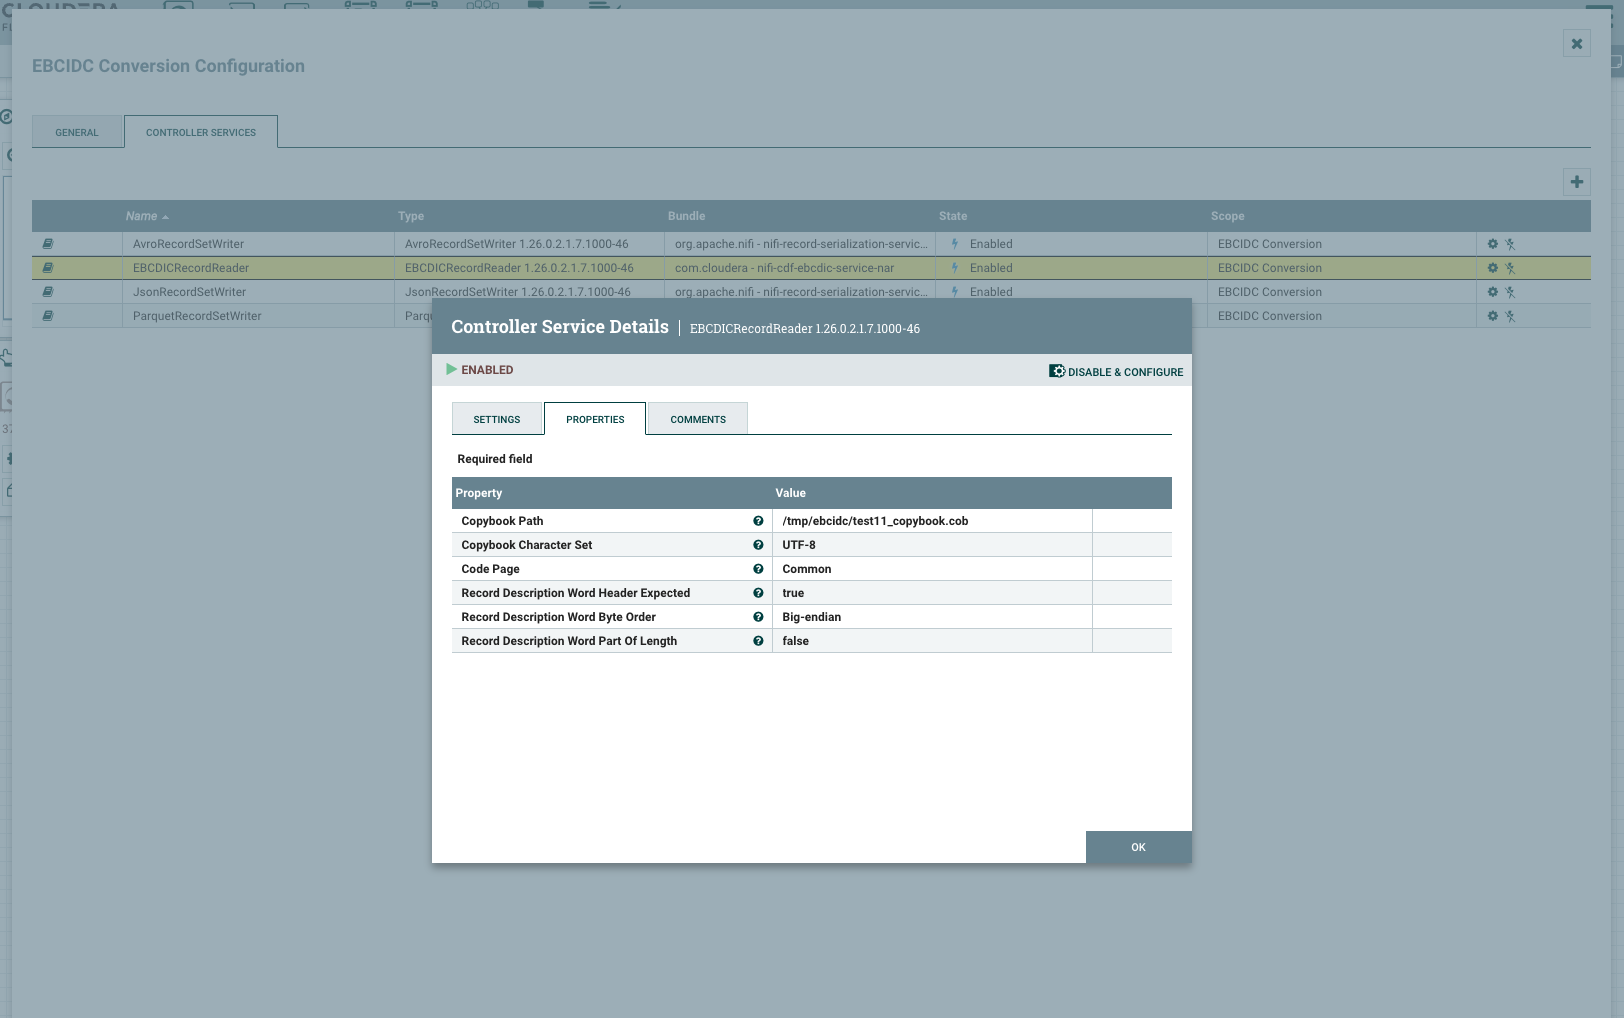 EBCIDC Conversion Configuration
GENERAL CONTROLLER SERVICES
Name Type Bundle State Scope
AvroRecordSetWriter AvroRecordSetWriter 1.26.0.2.1.7.1000-46 org.apache.nifi - nifi-record-serialization-servic... Enabled EBCIDC Conversion
EBCDICRecordReader EBCDICRecordReader 1.26.0.2.1.7.1000-46 com.cloudera - nifi-cdf-ebcdic-service-nar Enabled EBCIDC Conversion
JsonRecordSetWriter JsonRecordSetWriter 1.26.0.2.1.7.1000-46 org.apache.nifi - nifi-record-serialization-servic... Enabled EBCIDC Conversion
ParquetRecordSetWriter EBCIDC Conversion
Controller Service Details | EBCDICRecordReader 1.26.0.2.1.7.1000-46
ENABLED DISABLE & CONFIGURE
SETTINGS PROPERTIES COMMENTS
Required field
Property Value
Copybook Path /tmp/ebcidc/test11_copybook.cob
Copybook Character Set UTF-8
Code Page Common
Record Description Word Header Expected true
Record Description Word Byte Order Big-endian
Record Description Word Part Of Length false
OK